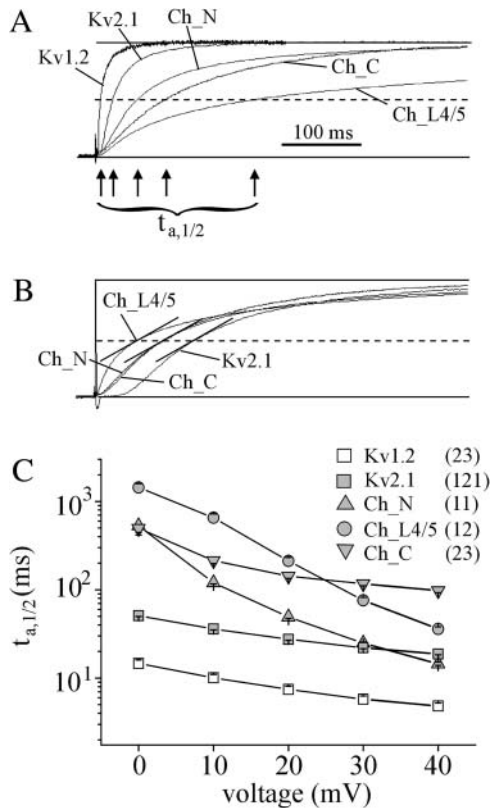 A
Kv1.2
Kv2.1
Ch_N
Ch_C
Ch_L4/5
100 ms
ta,1/2
B
Ch_L4/5
Ch_N
Ch_C
Kv2.1
C
Kv1.2 (23)
Kv2.1 (121)
Ch_N (11)
Ch_L4/5 (12)
Ch_C (23)
ta,1/2 (ms)
10³
10²
10¹
0 10 20 30 40
voltage (mV)